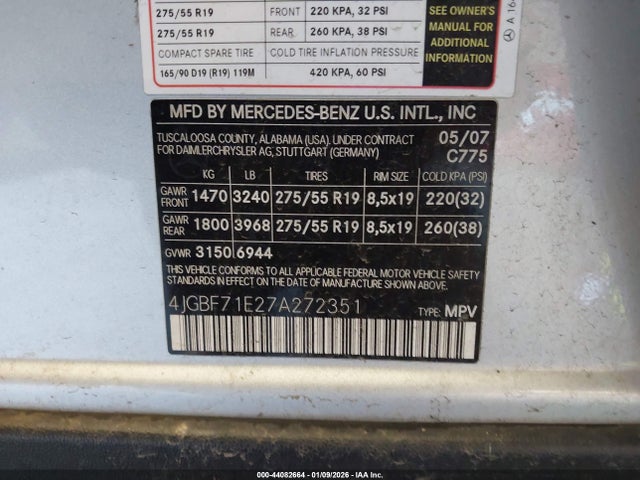 275/55 R19 FRONT 220 KPA, 32 PSI
275/55 R19 REAR 260 KPA, 38 PSI
COMPACT SPARE TIRE COLD TIRE INFLATION PRESSURE
165/90 D19 (R19) 119M 420 KPA, 60 PSI
SEE OWNER'S
MANUAL FOR
ADDITIONAL
INFORMATION
MFD BY MERCEDES-BENZ U.S. INTL., INC
TUSCALOOSA COUNTY, ALABAMA (USA). UNDER CONTRACT
FOR DAIMLERCHRYSLER AG, STUTTGART (GERMANY)
05/07
C775
KG LB TIRES RIM SIZE COLD KPA (PSI)
GAWR FRONT 1470 3240 275/55 R19 8,5x19 220(32)
GAWR REAR 1800 3968 275/55 R19 8,5x19 260(38)
GVWR 3150 6944
THIS VEHICLE CONFORMS TO ALL APPLICABLE FEDERAL MOTOR VEHICLE SAFETY
STANDARDS IN EFFECT ON THE DATE OF MANUFACTURE SHOWN ABOVE.
4JGBF71E27A272351
TYPE: MPV
000-44082664 - 01/09/2026 - IAA Inc.